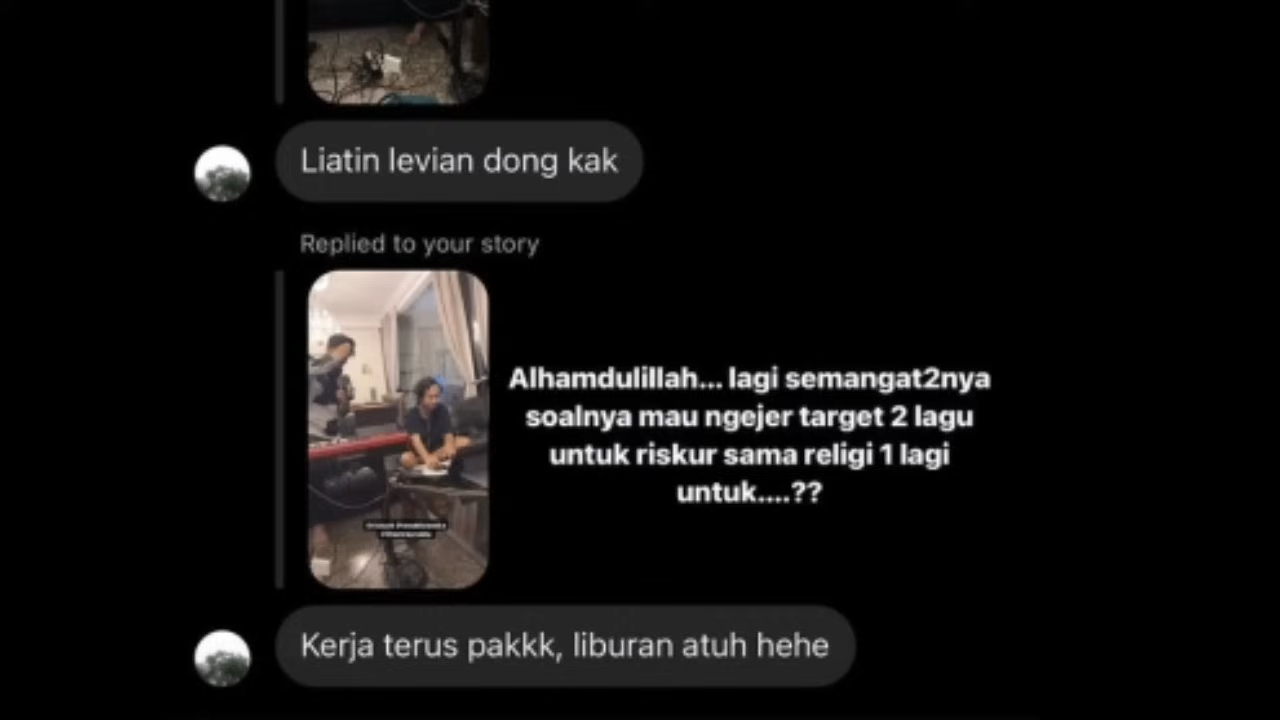 Liatin levian dong kak
Replied to your story
Alhamdulillah... lagi semangat2nya
soalnya mau ngejer target 2 lagu
untuk riskur sama religi 1 lagi
untuk....??
Kerja terus pakkk, liburan atuh hehe